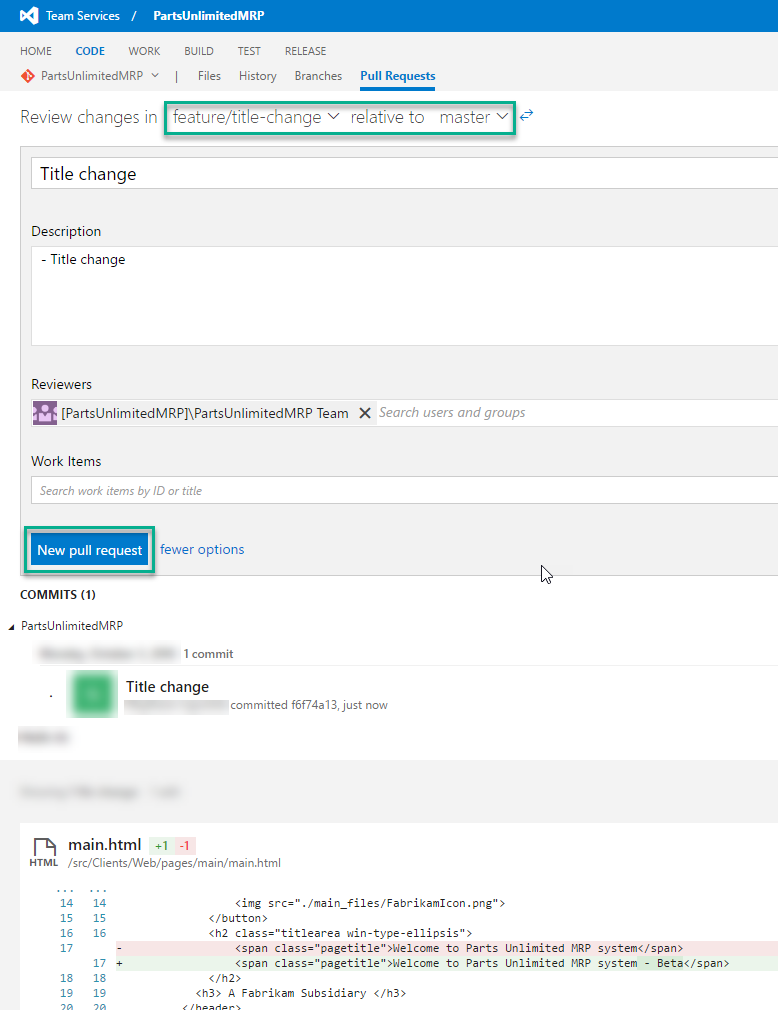 Team Services / PartsUnlimitedMRP
HOME CODE WORK BUILD TEST RELEASE
PartsUnlimitedMRP | Files History Branches Pull Requests
Review changes in feature/title-change relative to master
Title change
Description
- Title change
Reviewers
[PartsUnlimitedMRP]\PartsUnlimitedMRP Team Search users and groups
Work Items
Search work items by ID or title
New pull request fewer options
COMMITS (1)
PartsUnlimitedMRP
1 commit
Title change
committed f6f74a13, just now
main.html +1 -1
HTML /src/Clients/Web/pages/main/main.html
... ...
14 14 <img src="./main_files/FabrikamIcon.png">
15 15 </button>
16 16 <h2 class="titlearea win-type-ellipsis">
17 - <span class="pagetitle">Welcome to Parts Unlimited MRP system</span>
17 + <span class="pagetitle">Welcome to Parts Unlimited MRP system - Beta</span>
18 18 </h2>
19 19 <h3> A Fabrikam Subsidiary </h3>
20 20 </header>